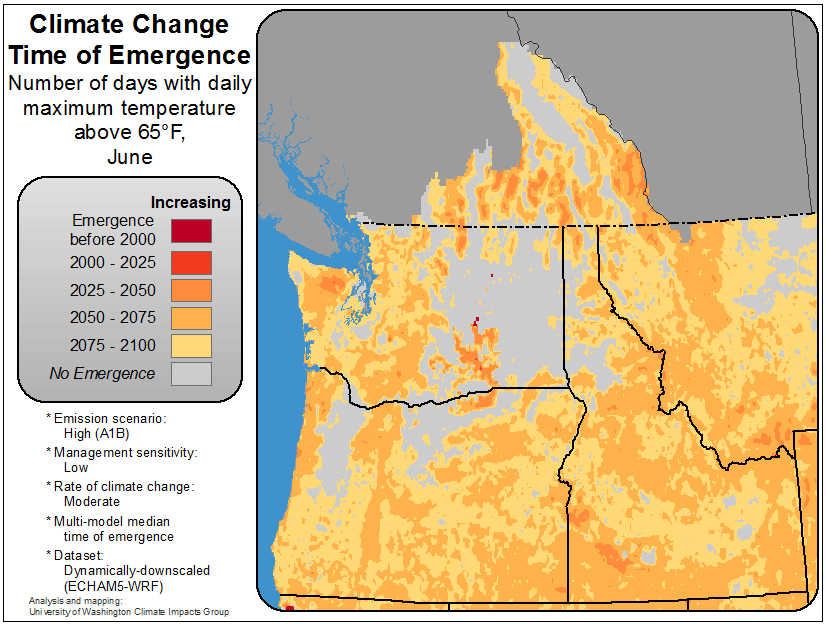 Climate Change
Time of Emergence
Number of days with daily
maximum temperature
above 65°F,
June
Increasing
Emergence
before 2000
2000 - 2025
2025 - 2050
2050 - 2075
2075 - 2100
No Emergence
* Emission scenario:
High (A1B)
* Management sensitivity:
Low
* Rate of climate change:
Moderate
* Multi-model median
time of emergence
* Dataset:
Dynamically-downscaled
(ECHAM5-WRF)
Analysis and mapping:
University of Washington Climate Impacts Group